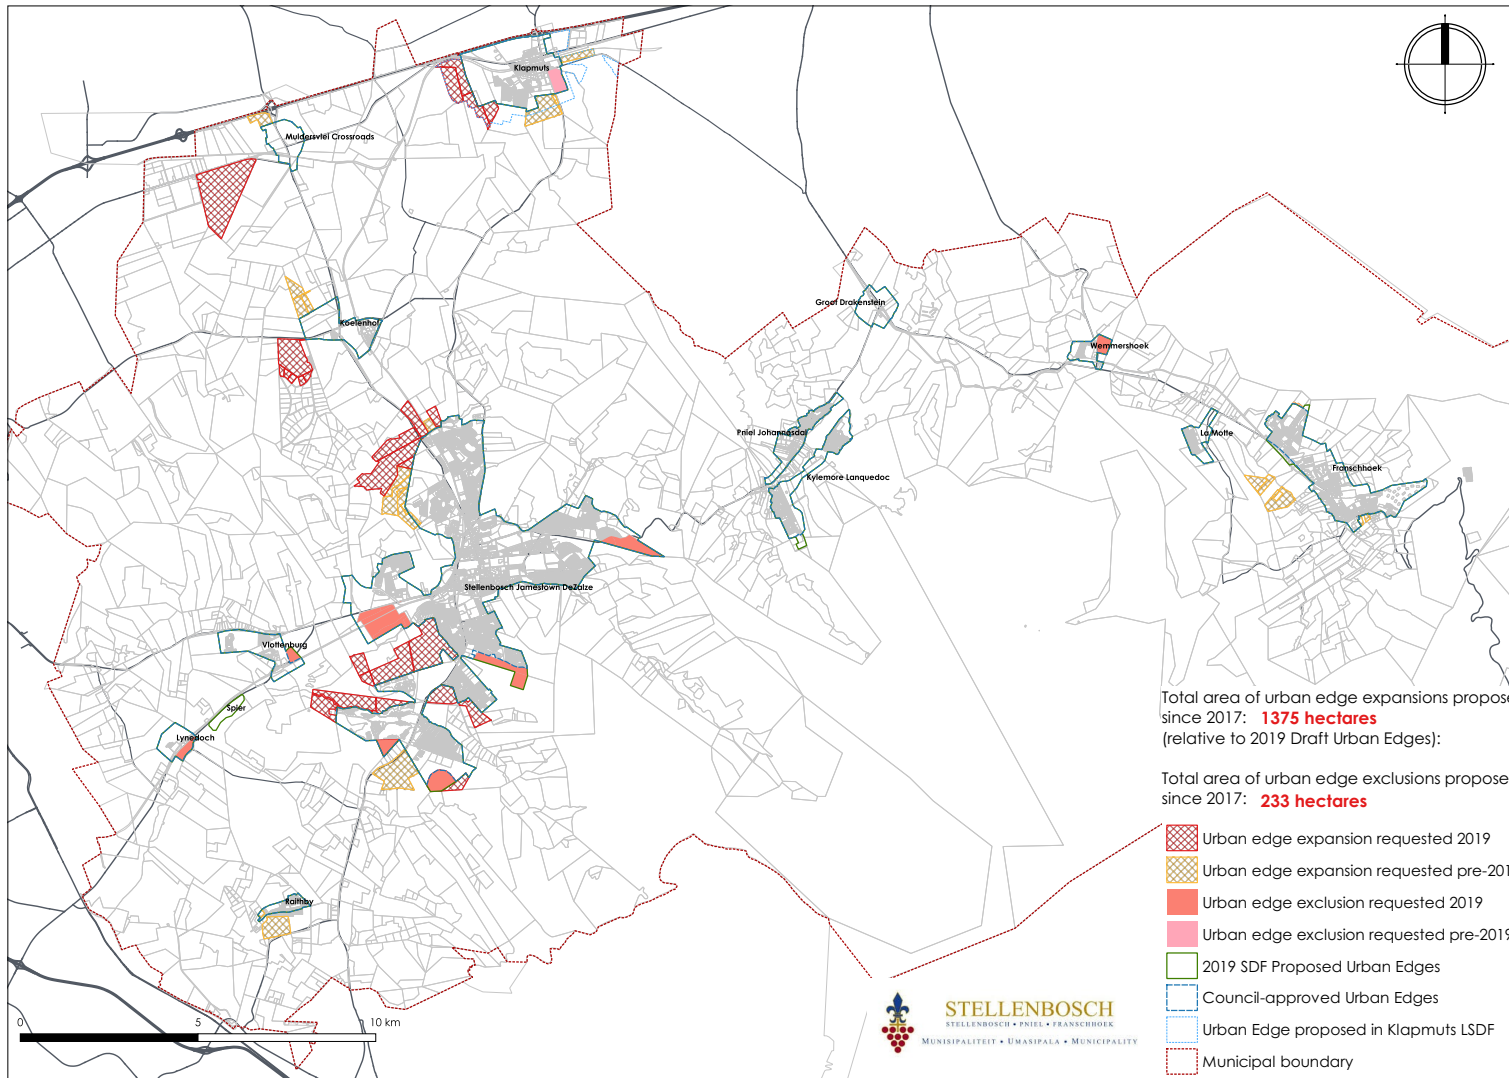 Klapmuts
Muldersvlei Crossroads
Groot Drakenstein
Koelenhof
Wemmershoek
Pniel Johannesdal
La Motte
Franschhoek
Kylemore Lanquedoc
Stellenbosch Jamestown DeZalze
Vlottenburg
Spier
Lynedoch
Raithby
Total area of urban edge expansions propose
since 2017: 1375 hectares
(relative to 2019 Draft Urban Edges):
Total area of urban edge exclusions propose
since 2017: 233 hectares
Urban edge expansion requested 2019
Urban edge expansion requested pre-201
Urban edge exclusion requested 2019
Urban edge exclusion requested pre-2019
2019 SDF Proposed Urban Edges
Council-approved Urban Edges
Urban Edge proposed in Klapmuts LSDF
Municipal boundary
0 5 10 km
STELLENBOSCH
STELLENBOSCH • PNIEL • FRANSCHHOEK
MUNISIPALITEIT • UMASIPALA • MUNICIPALITY